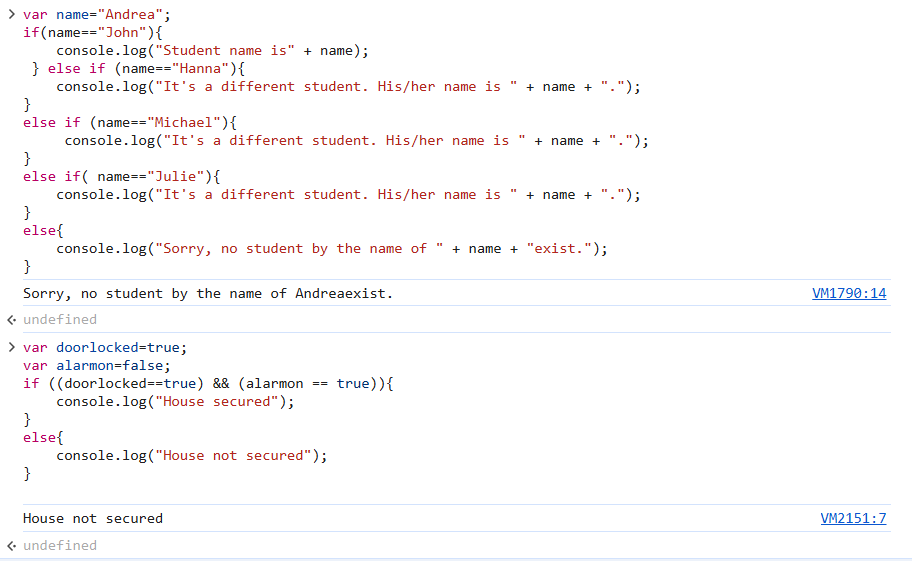 var name="Andrea";
if(name=="John"){
    console.log("Student name is" + name);
 } else if (name=="Hanna"){
    console.log("It's a different student. His/her name is " + name + ".");
}
else if (name=="Michael"){
     console.log("It's a different student. His/her name is " + name + ".");
}
else if( name=="Julie"){
    console.log("It's a different student. His/her name is " + name + ".");
}
else{
    console.log("Sorry, no student by the name of " + name + "exist.");
}
Sorry, no student by the name of Andreaexist. VM1790:14
undefined
var doorlocked=true;
var alarmon=false;
if ((doorlocked==true) && (alarmon == true)){
    console.log("House secured");
}
else{
    console.log("House not secured");
}
House not secured VM2151:7
undefined